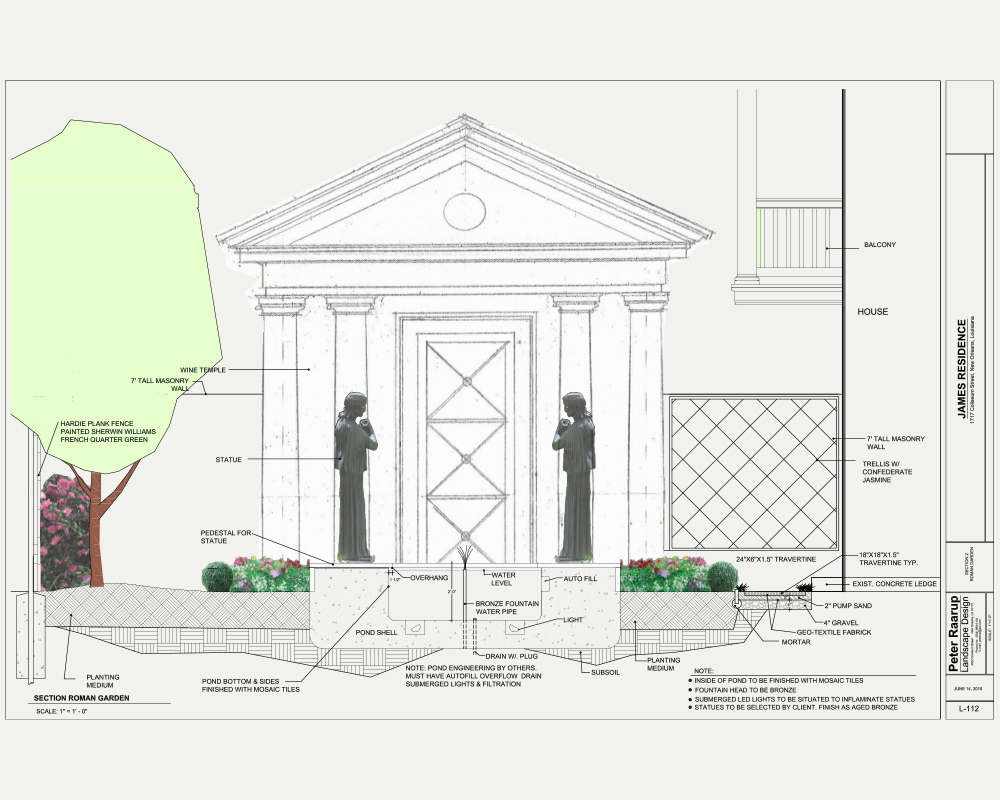 BALCONY
HOUSE
WINE TEMPLE
7' TALL MASONRY
WALL
HARDIE PLANK FENCE
PAINTED SHERWIN WILLIAMS
FRENCH QUARTER GREEN
STATUE
7' TALL MASONRY
WALL
TRELLIS W/
CONFEDERATE
JASMINE
PEDESTAL FOR
STATUE
24"X6"X1.5" TRAVERTINE
18"X18"X1.5"
TRAVERTINE TYP.
OVERHANG
1 1/2"
WATER
LEVEL
AUTO FILL
EXIST. CONCRETE LEDGE
2'-0"
BRONZE FOUNTAIN
WATER PIPE
LIGHT
2" PUMP SAND
4" GRAVEL
GEO-TEXTILE FABRICK
MORTAR
POND SHELL
DRAIN W/. PLUG
PLANTING
MEDIUM
SUBSOIL
PLANTING
MEDIUM
POND BOTTOM & SIDES
FINISHED WITH MOSAIC TILES
NOTE: POND ENGINEERING BY OTHERS.
MUST HAVE AUTOFILL OVERFLOW DRAIN
SUBMERGED LIGHTS & FILTRATION
NOTE:
INSIDE OF POND TO BE FINISHED WITH MOSAIC TILES
FOUNTAIN HEAD TO BE BRONZE
SUBMERGED LED LIGHTS TO BE SITUATED TO INFLAMINATE STATUES
STATUES TO BE SELECTED BY CLIENT. FINISH AS AGED BRONZE
SECTION ROMAN GARDEN
SCALE: 1" = 1' - 0"
JAMES RESIDENCE
1717 Coliseum Street, New Orleans, Louisiana
SECTION 2
ROMAN GARDEN
Peter Raarup
Landscape Design
JUNE 14, 2016
L-112